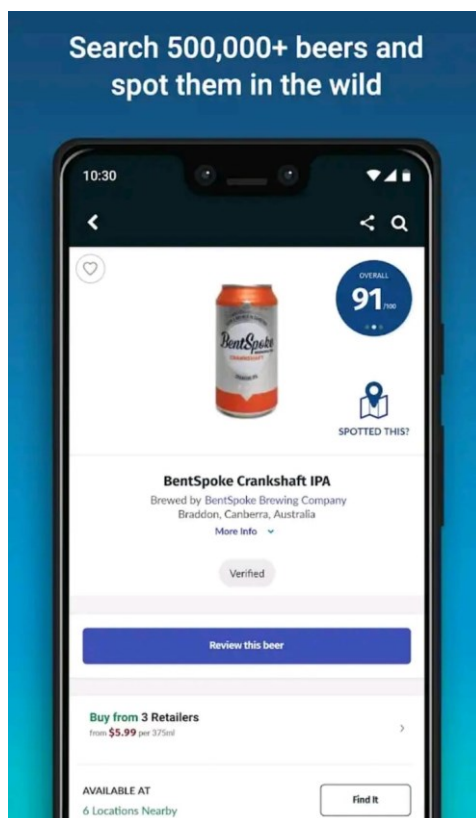 Search 500,000+ beers and
spot them in the wild
10:30
OVERALL
91/100
BentSpoke
CRANKSHAFT
SPOTTED THIS?
BentSpoke Crankshaft IPA
Brewed by BentSpoke Brewing Company
Braddon, Canberra, Australia
More Info
Verified
Review this beer
Buy from 3 Retailers
from $5.99 per 375ml
AVAILABLE AT
6 Locations Nearby
Find It